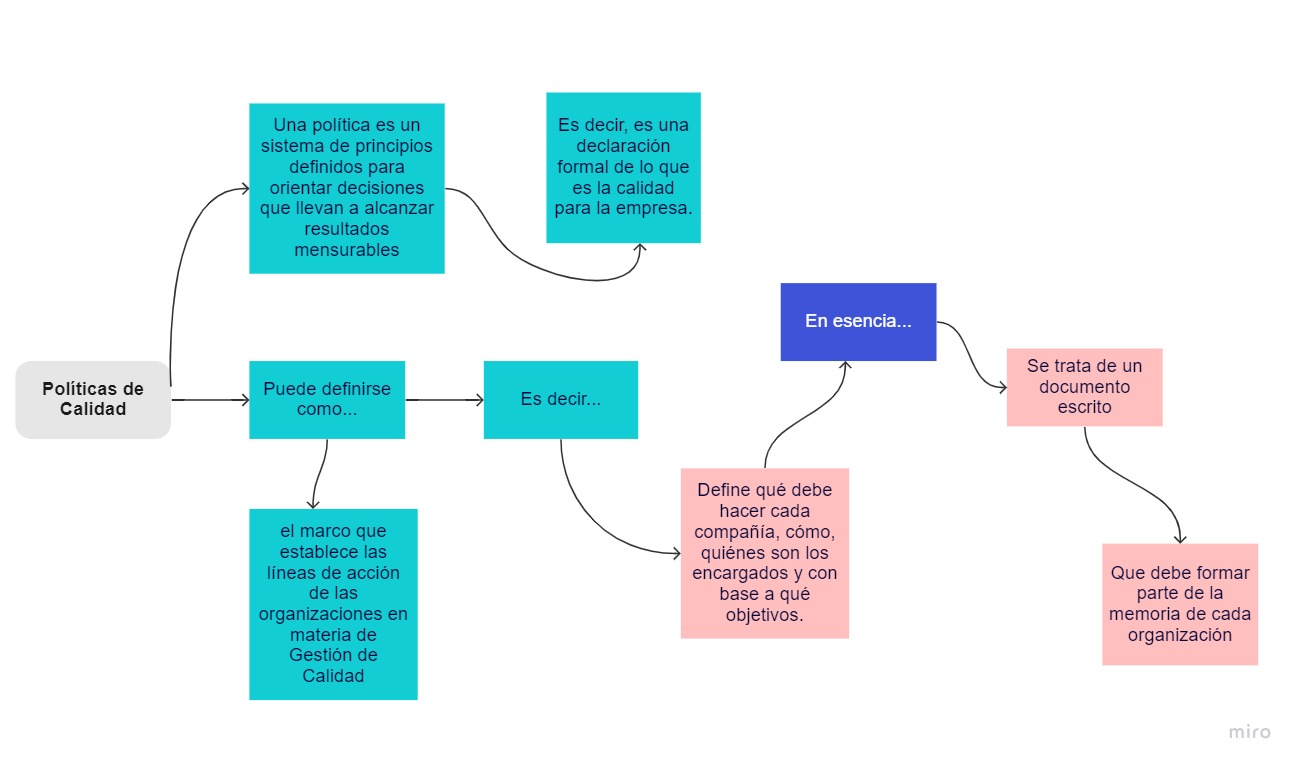 Una política es un
sistema de principios
definidos para
orientar decisiones
que llevan a alcanzar
resultados
mensurables
Es decir, es una
declaración
formal de lo que
es la calidad
para la empresa.
Políticas de
Calidad
Puede definirse
como...
Es decir...
el marco que
establece las
líneas de acción
de las
organizaciones en
materia de
Gestión de
Calidad
Define qué debe
hacer cada
compañía, cómo,
quiénes son los
encargados y con
base a qué
objetivos.
En esencia...
Se trata de un
documento
escrito
Que debe formar
parte de la
memoria de cada
organización
miro